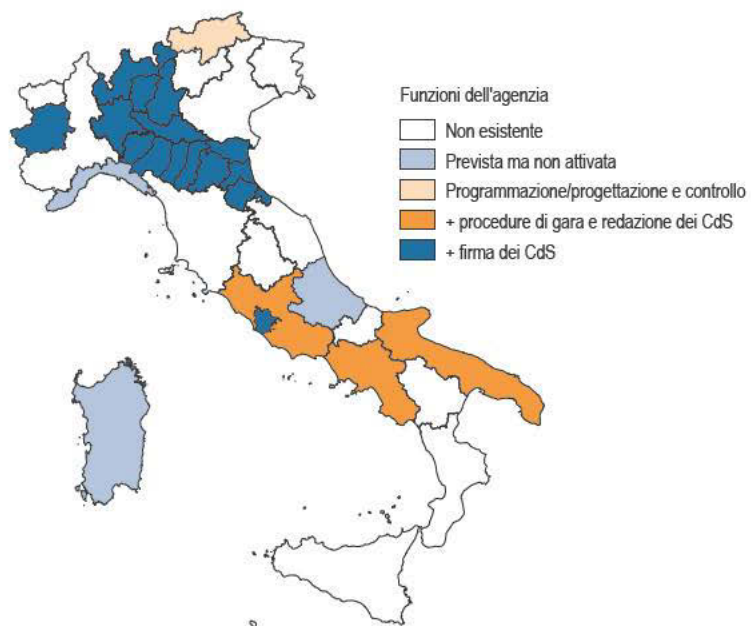 Funzioni dell'agenzia
Non esistente
Prevista ma non attivata
Programmazione/progettazione e controllo
+ procedure di gara e redazione dei CdS
+ firma dei CdS